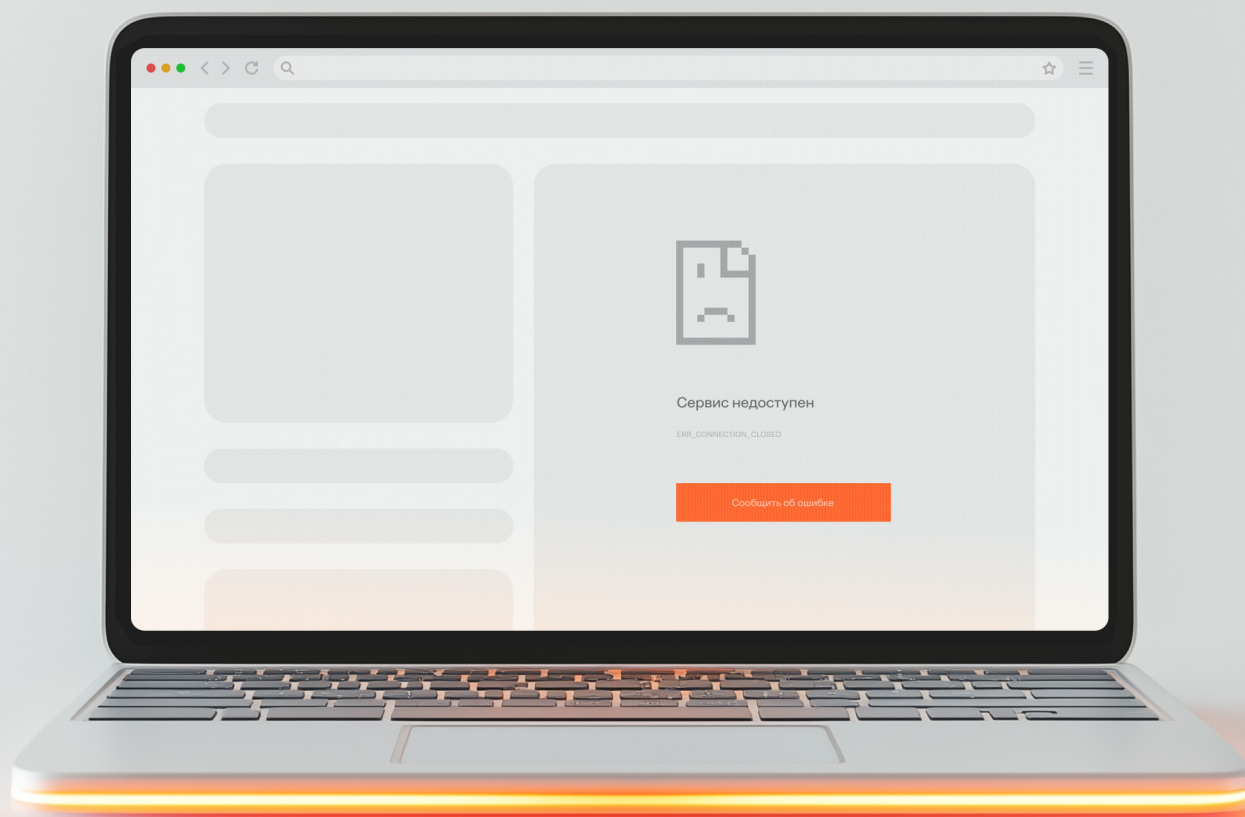 Сервис недоступен
ERR_CONNECTION_CLOSED
Сообщить об ошибке